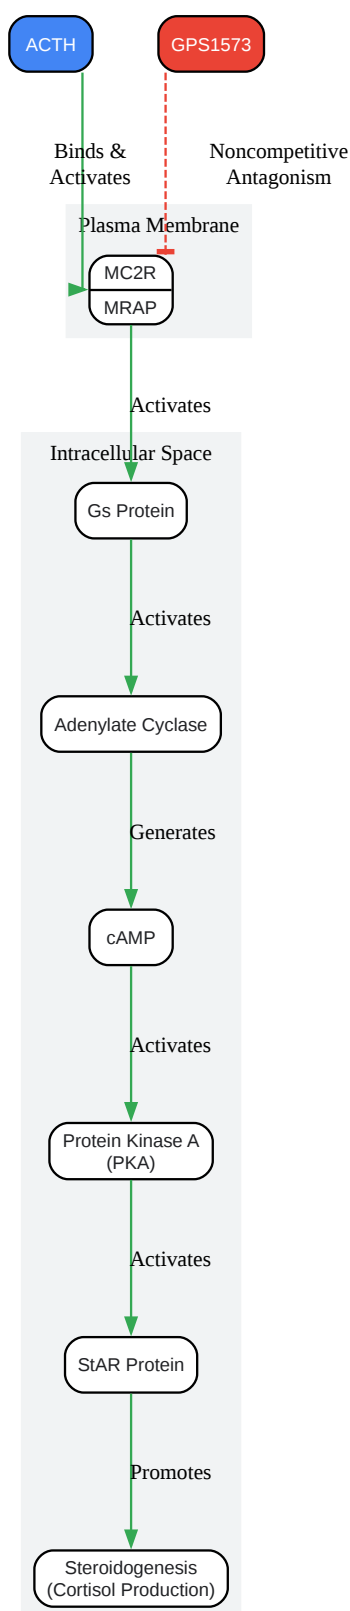 ACTH
GPS1573
Binds &
Activates
Noncompetitive
Antagonism
Plasma Membrane
MC2R
MRAP
Activates
Intracellular Space
Gs Protein
Activates
Adenylate Cyclase
Generates
cAMP
Activates
Protein Kinase A
(PKA)
Activates
StAR Protein
Promotes
Steroidogenesis
(Cortisol Production)